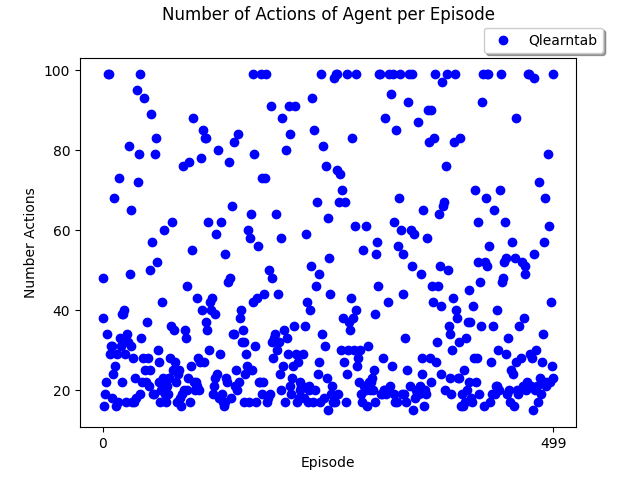 Number of Actions of Agent per Episode
Qlearntab
100
80
60
40
20
Number Actions
0
499
Episode